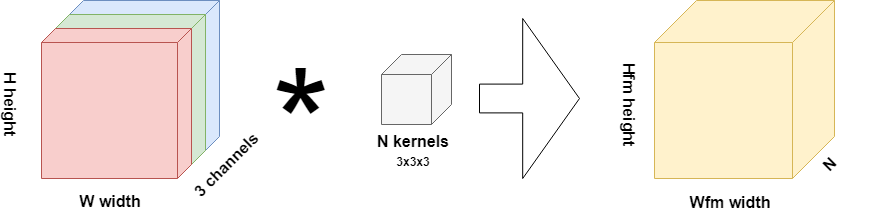 H height
W width
3 channels
*
N kernels
3x3x3
Hfm height
Wfm width
N